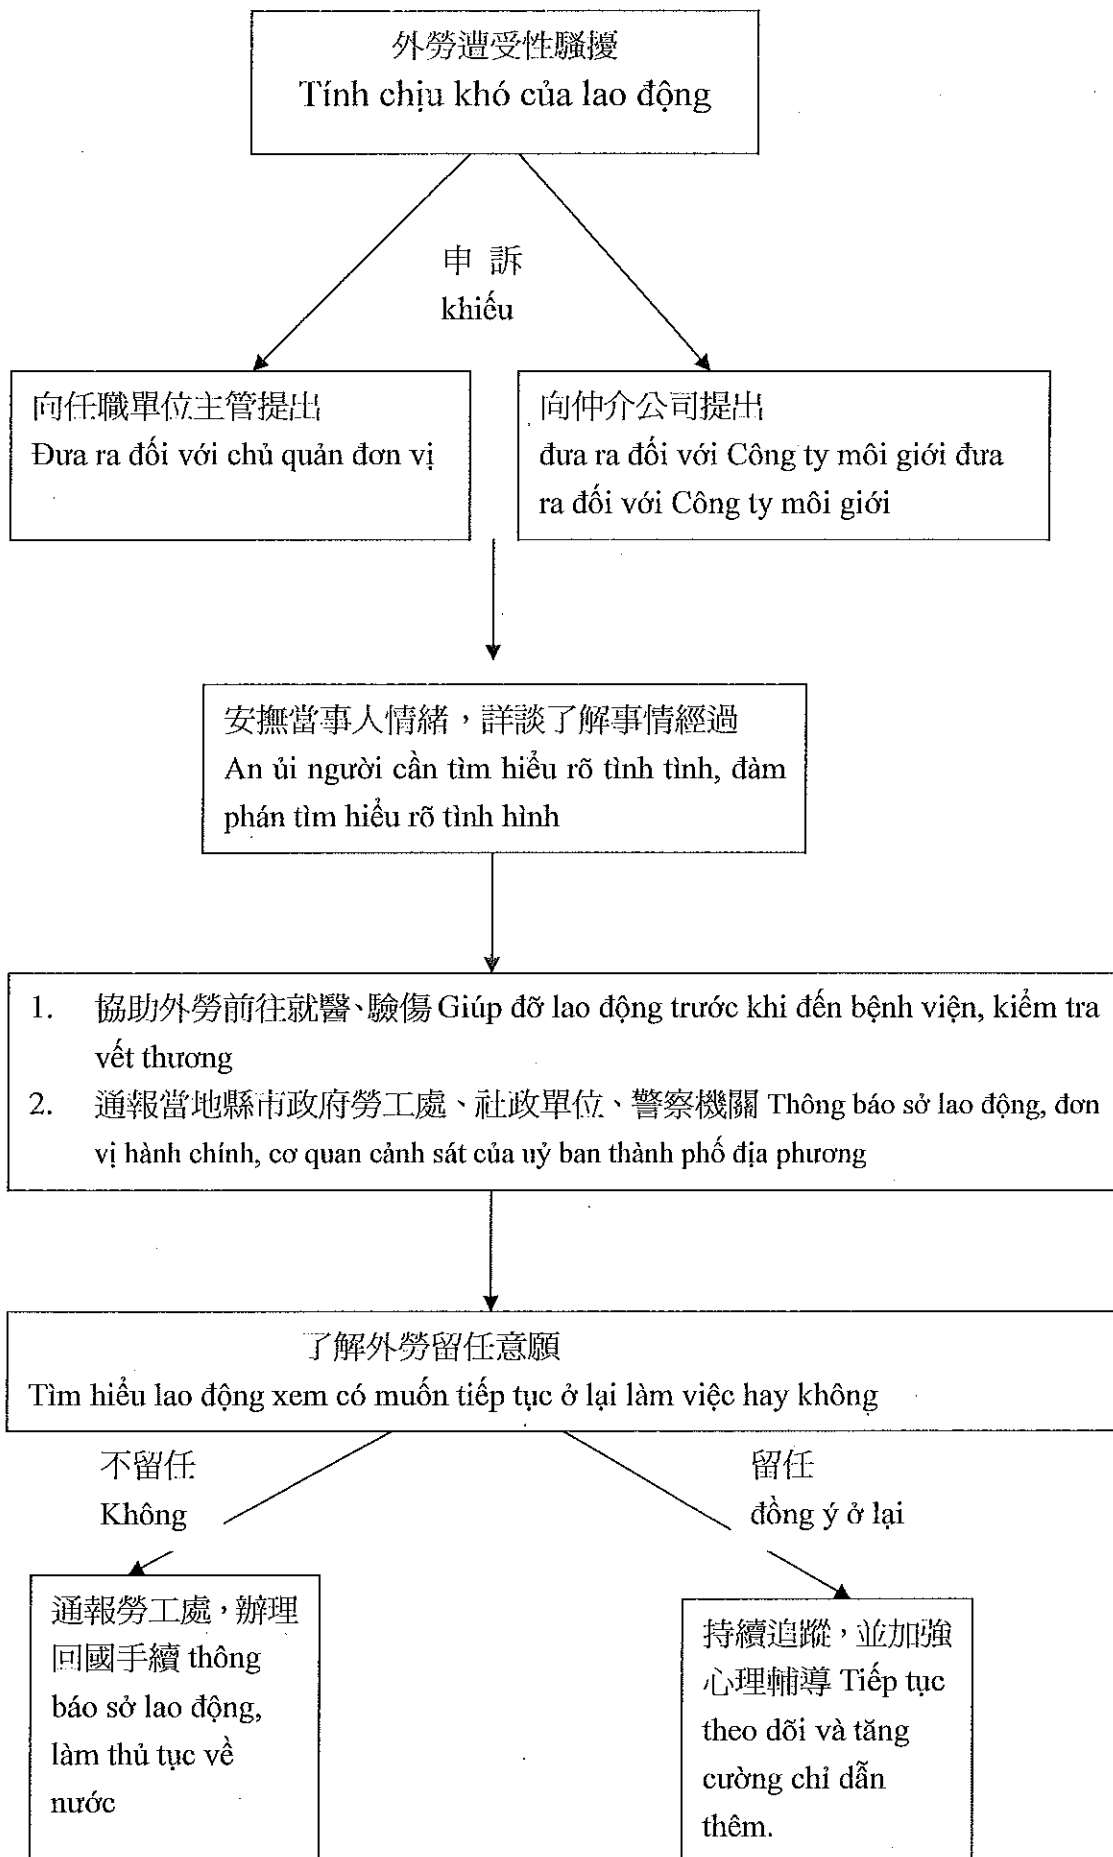 外勞遭受性騷擾
Tính chịu khó của lao động
申 訴
khiếu
向任職單位主管提出
Đưa ra đối với chủ quản đơn vị
向仲介公司提出
đưa ra đối với Công ty môi giới đưa
ra đối với Công ty môi giới
安撫當事人情緒，詳談了解事情經過
An ủi người cần tìm hiểu rõ tình tình, đàm
phán tìm hiểu rõ tình hình
1. 協助外勞前往就醫、驗傷 Giúp đỡ lao động trước khi đến bệnh viện, kiểm tra
vết thương
2. 通報當地縣市政府勞工處、社政單位、警察機關 Thông báo sở lao động, đơn
vị hành chính, cơ quan cảnh sát của uỷ ban thành phố địa phương
了解外勞留任意願
Tìm hiểu lao động xem có muốn tiếp tục ở lại làm việc hay không
不留任
Không
留任
đồng ý ở lại
通報勞工處，辦理
回國手續 thông
báo sở lao động,
làm thủ tục về
nước
持續追蹤，並加強
心理輔導 Tiếp tục
theo dõi và tăng
cường chỉ dẫn
thêm.